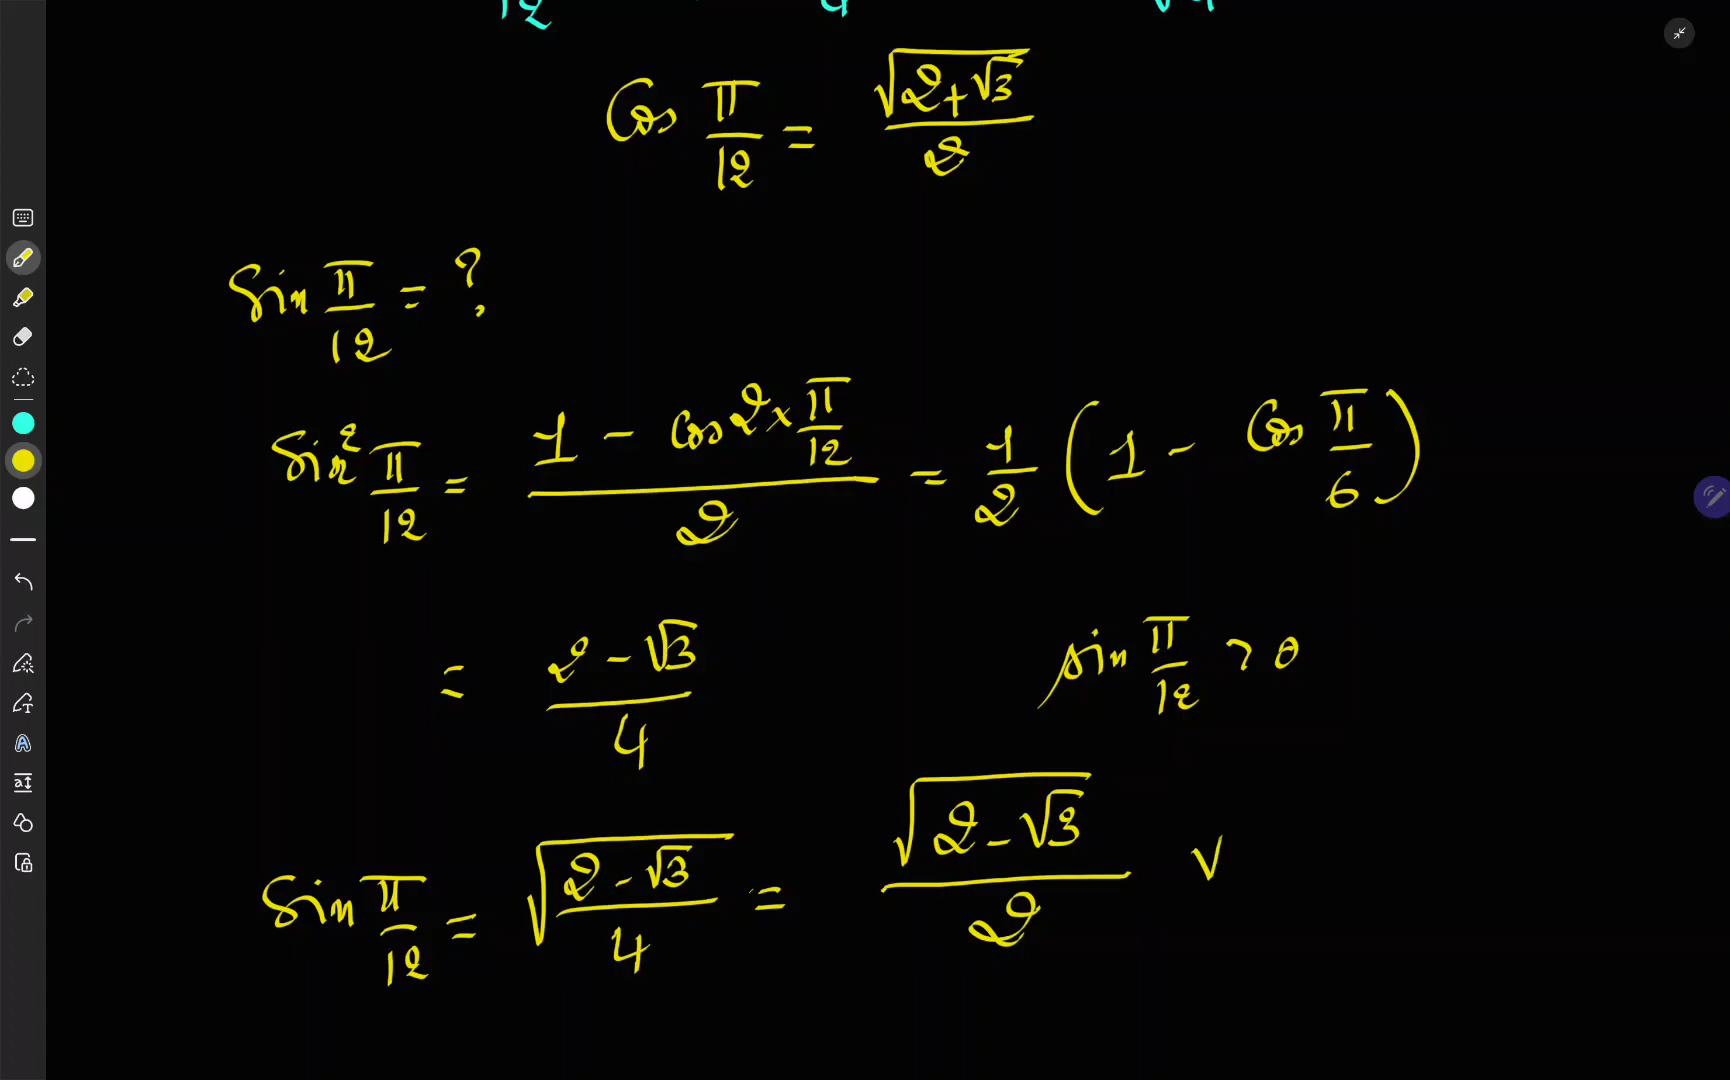 Cos π/12 = √(2+√3)/2
Sin π/12 = ?
Sin² π/12 = (1 - Cos 2 × π/12)/2 = 1/2 (1 - Cos π/6)
= (2 - √3)/4
sin π/12 > 0
Sin π/12 = √((2 - √3)/4) = √(2 - √3)/2 √